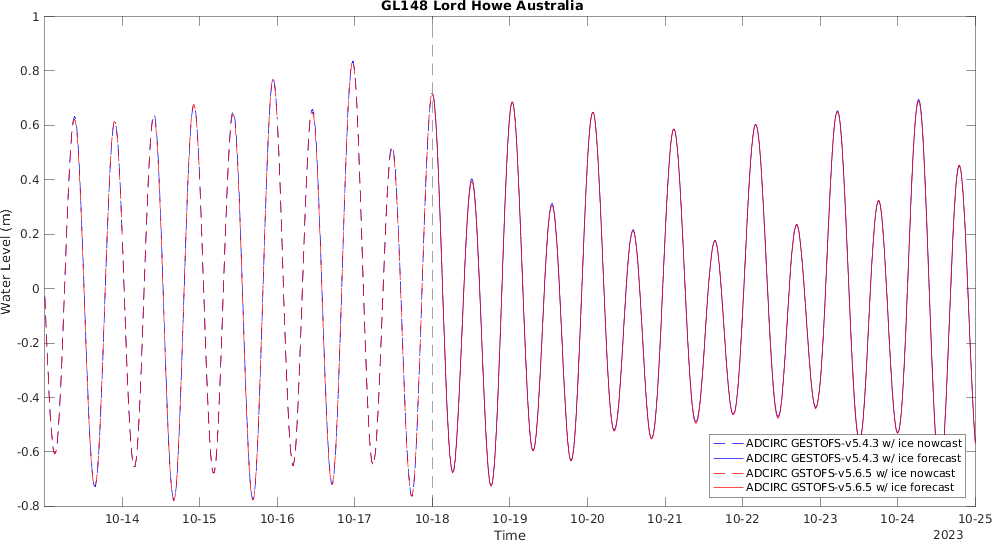 GL148 Lord Howe Australia
1
0.8
0.6
0.4
0.2
0
-0.2
-0.4
-0.6
-0.8
Water Level (m)
ADCIRC GESTOFS-v5.4.3 w/ ice nowcast
ADCIRC GESTOFS-v5.4.3 w/ ice forecast
ADCIRC GSTOFS-v5.6.5 w/ ice nowcast
ADCIRC GSTOFS-v5.6.5 w/ ice forecast
10-14 10-15 10-16 10-17 10-18 10-19 10-20 10-21 10-22 10-23 10-24 10-25
Time
2023